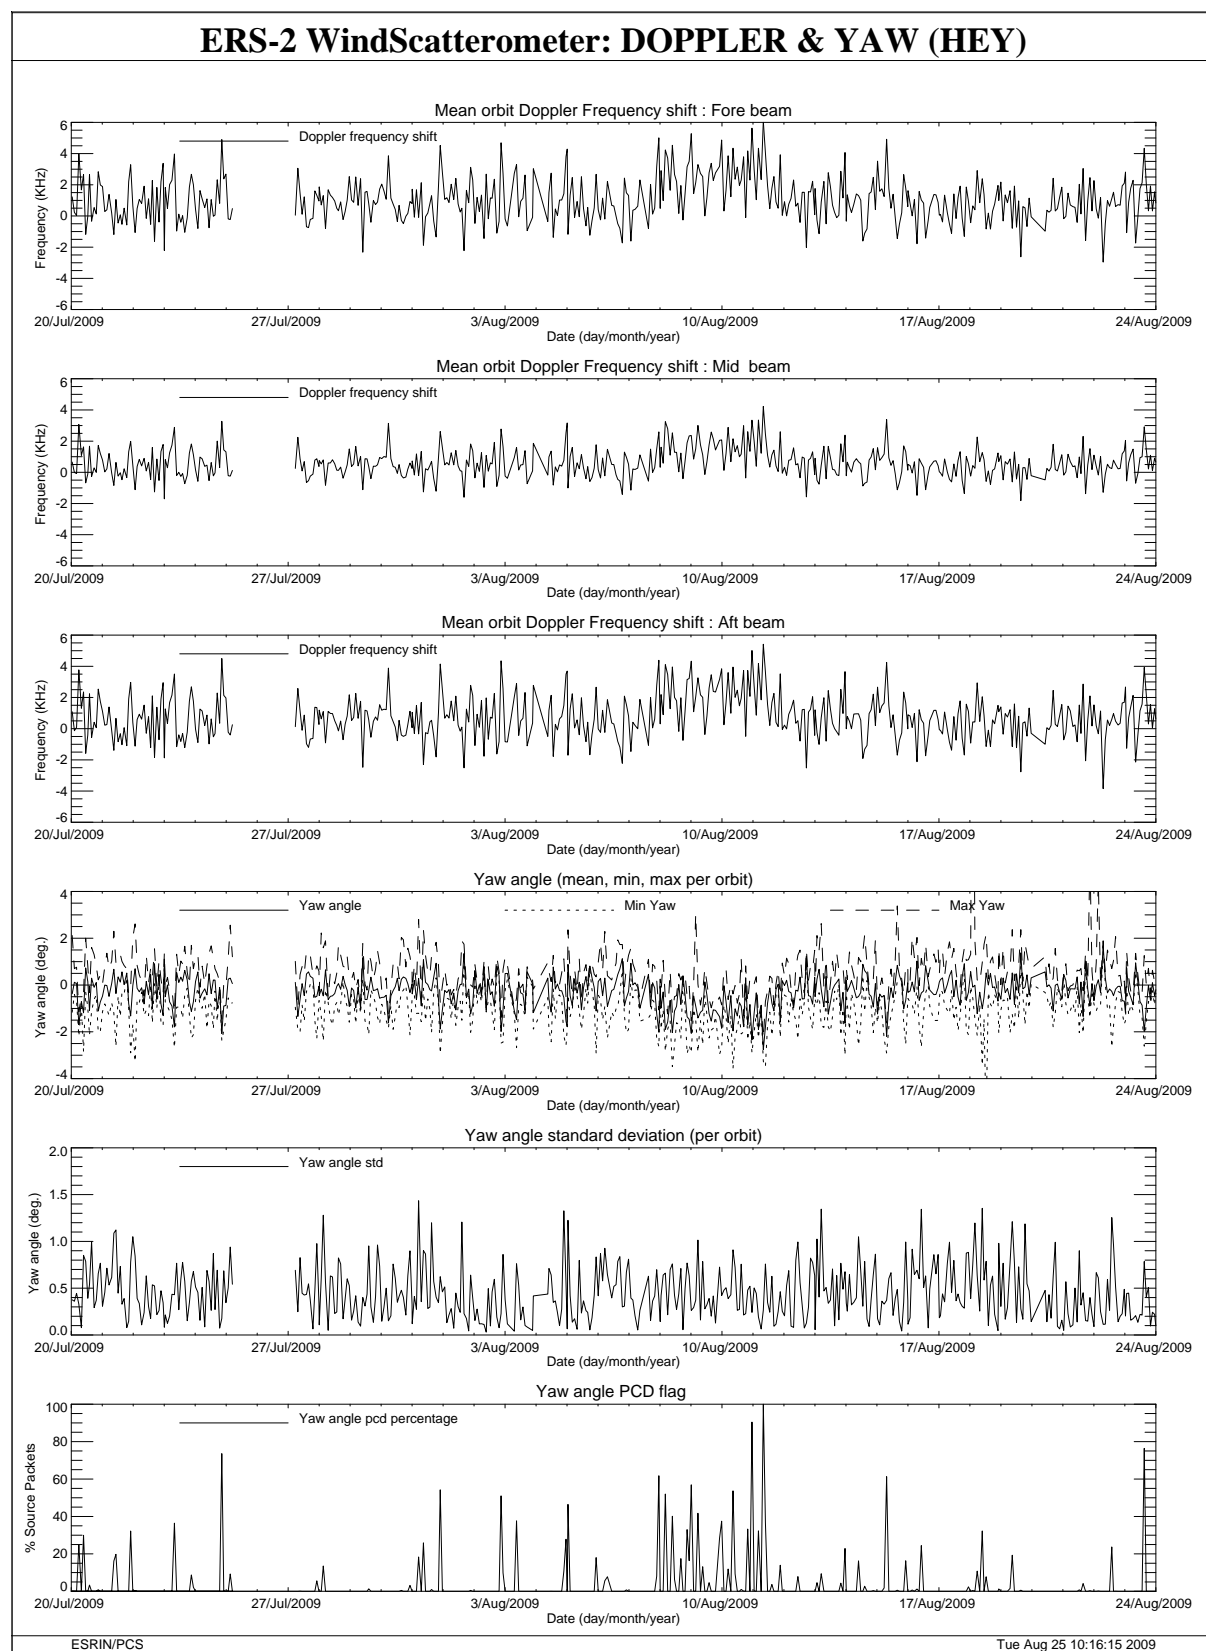 ERS-2 WindScatterometer: DOPPLER & YAW (HEY)
Mean orbit Doppler Frequency shift : Fore beam
Doppler frequency shift
Frequency (KHz)
6
4
2
0
-2
-4
-6
20/Jul/2009 27/Jul/2009 3/Aug/2009 10/Aug/2009 17/Aug/2009 24/Aug/2009
Date (day/month/year)
Mean orbit Doppler Frequency shift : Mid beam
Doppler frequency shift
Frequency (KHz)
6
4
2
0
-2
-4
-6
20/Jul/2009 27/Jul/2009 3/Aug/2009 10/Aug/2009 17/Aug/2009 24/Aug/2009
Date (day/month/year)
Mean orbit Doppler Frequency shift : Aft beam
Doppler frequency shift
Frequency (KHz)
6
4
2
0
-2
-4
-6
20/Jul/2009 27/Jul/2009 3/Aug/2009 10/Aug/2009 17/Aug/2009 24/Aug/2009
Date (day/month/year)
Yaw angle (mean, min, max per orbit)
Yaw angle Min Yaw Max Yaw
Yaw angle (deg.)
4
2
0
-2
-4
20/Jul/2009 27/Jul/2009 3/Aug/2009 10/Aug/2009 17/Aug/2009 24/Aug/2009
Date (day/month/year)
Yaw angle standard deviation (per orbit)
Yaw angle std
Yaw angle (deg.)
2.0
1.5
1.0
0.5
0.0
20/Jul/2009 27/Jul/2009 3/Aug/2009 10/Aug/2009 17/Aug/2009 24/Aug/2009
Date (day/month/year)
Yaw angle PCD flag
Yaw angle pcd percentage
% Source Packets
100
80
60
40
20
0
20/Jul/2009 27/Jul/2009 3/Aug/2009 10/Aug/2009 17/Aug/2009 24/Aug/2009
Date (day/month/year)
ESRIN/PCS Tue Aug 25 10:16:15 2009